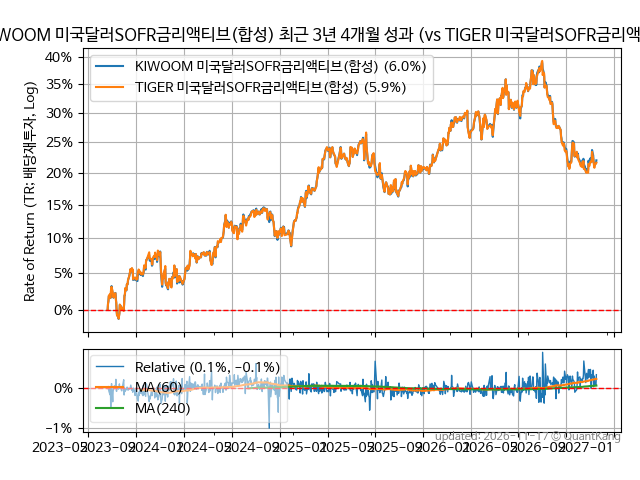 WOOM 미국달러SOFR금리액티브(합성) 최근 3년 4개월 성과 (vs TIGER 미국달러SOFR금리액
Rate of Return (TR: 배당재투자, Log)
40%
35%
30%
25%
20%
15%
10%
5%
0%
KIWOOM 미국달러SOFR금리액티브(합성) (6.0%)
TIGER 미국달러SOFR금리액티브(합성) (5.9%)
0%
−1%
Relative (0.1%, −0.1%)
MA(60)
MA(240)
updated: 2026-11-17 © QuantKang
2023-05 2023-09 2024-01 2024-05 2024-09 2025-01 2025-05 2025-09 2026-01 2026-05 2026-09 2027-01